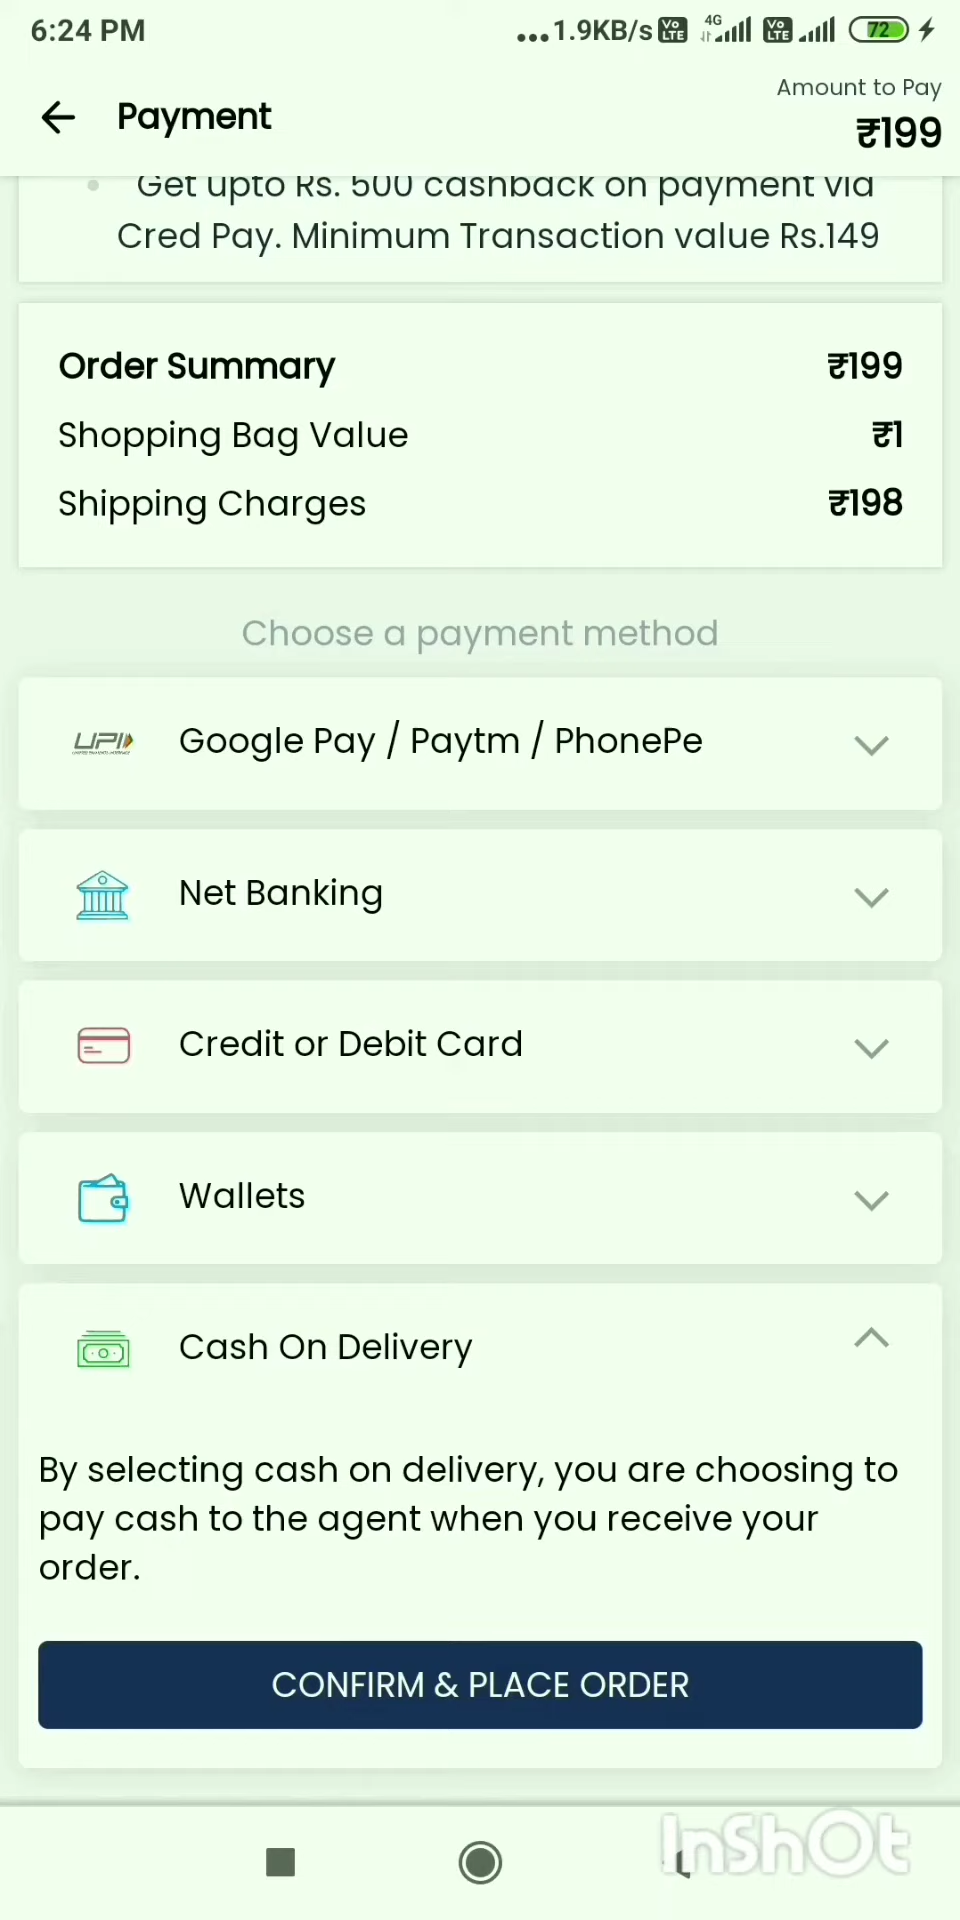 6:24 PM
...1.9KB/s Vo LTE 4G Vo LTE 72
Amount to Pay
Payment
₹199
Get upto Rs. 500 cashback on payment via
Cred Pay. Minimum Transaction value Rs.149
Order Summary ₹199
Shopping Bag Value ₹1
Shipping Charges ₹198
Choose a payment method
UPI Google Pay / Paytm / PhonePe
Net Banking
Credit or Debit Card
Wallets
Cash On Delivery
By selecting cash on delivery, you are choosing to
pay cash to the agent when you receive your
order.
CONFIRM & PLACE ORDER
InShOt